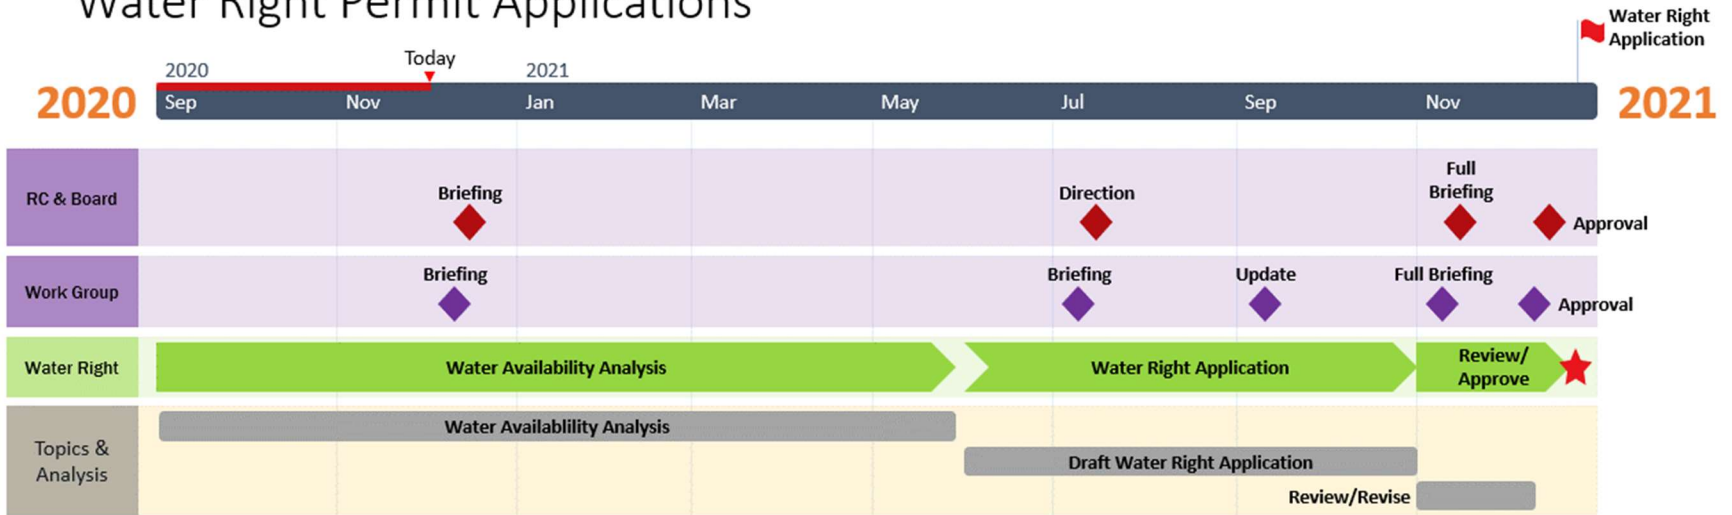 Water Right Permit Applications
Water Right
Application
Today
2020
2021
2020
Sep
Nov
Jan
Mar
May
Jul
Sep
Nov
2021
RC & Board
Briefing
Direction
Full
Briefing
Approval
Work Group
Briefing
Briefing
Update
Full Briefing
Approval
Water Right
Water Availability Analysis
Water Right Application
Review/
Approve
Topics &
Analysis
Water Availablility Analysis
Draft Water Right Application
Review/Revise